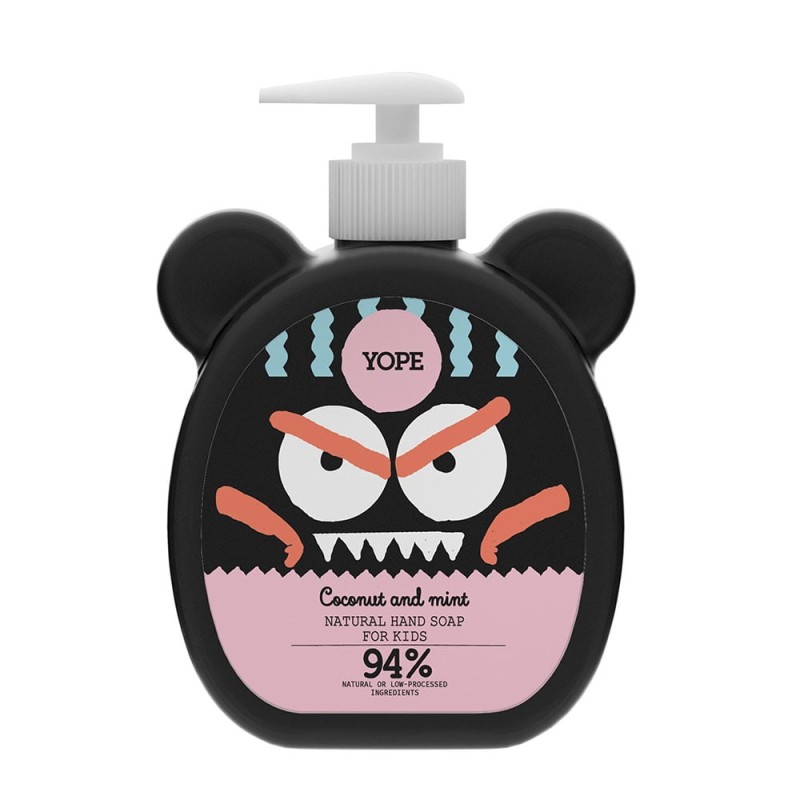 YOPE
Coconut and mint
NATURAL HAND SOAP
FOR KIDS
94%
NATURAL OR LOW-PROCESSED
INGREDIENTS